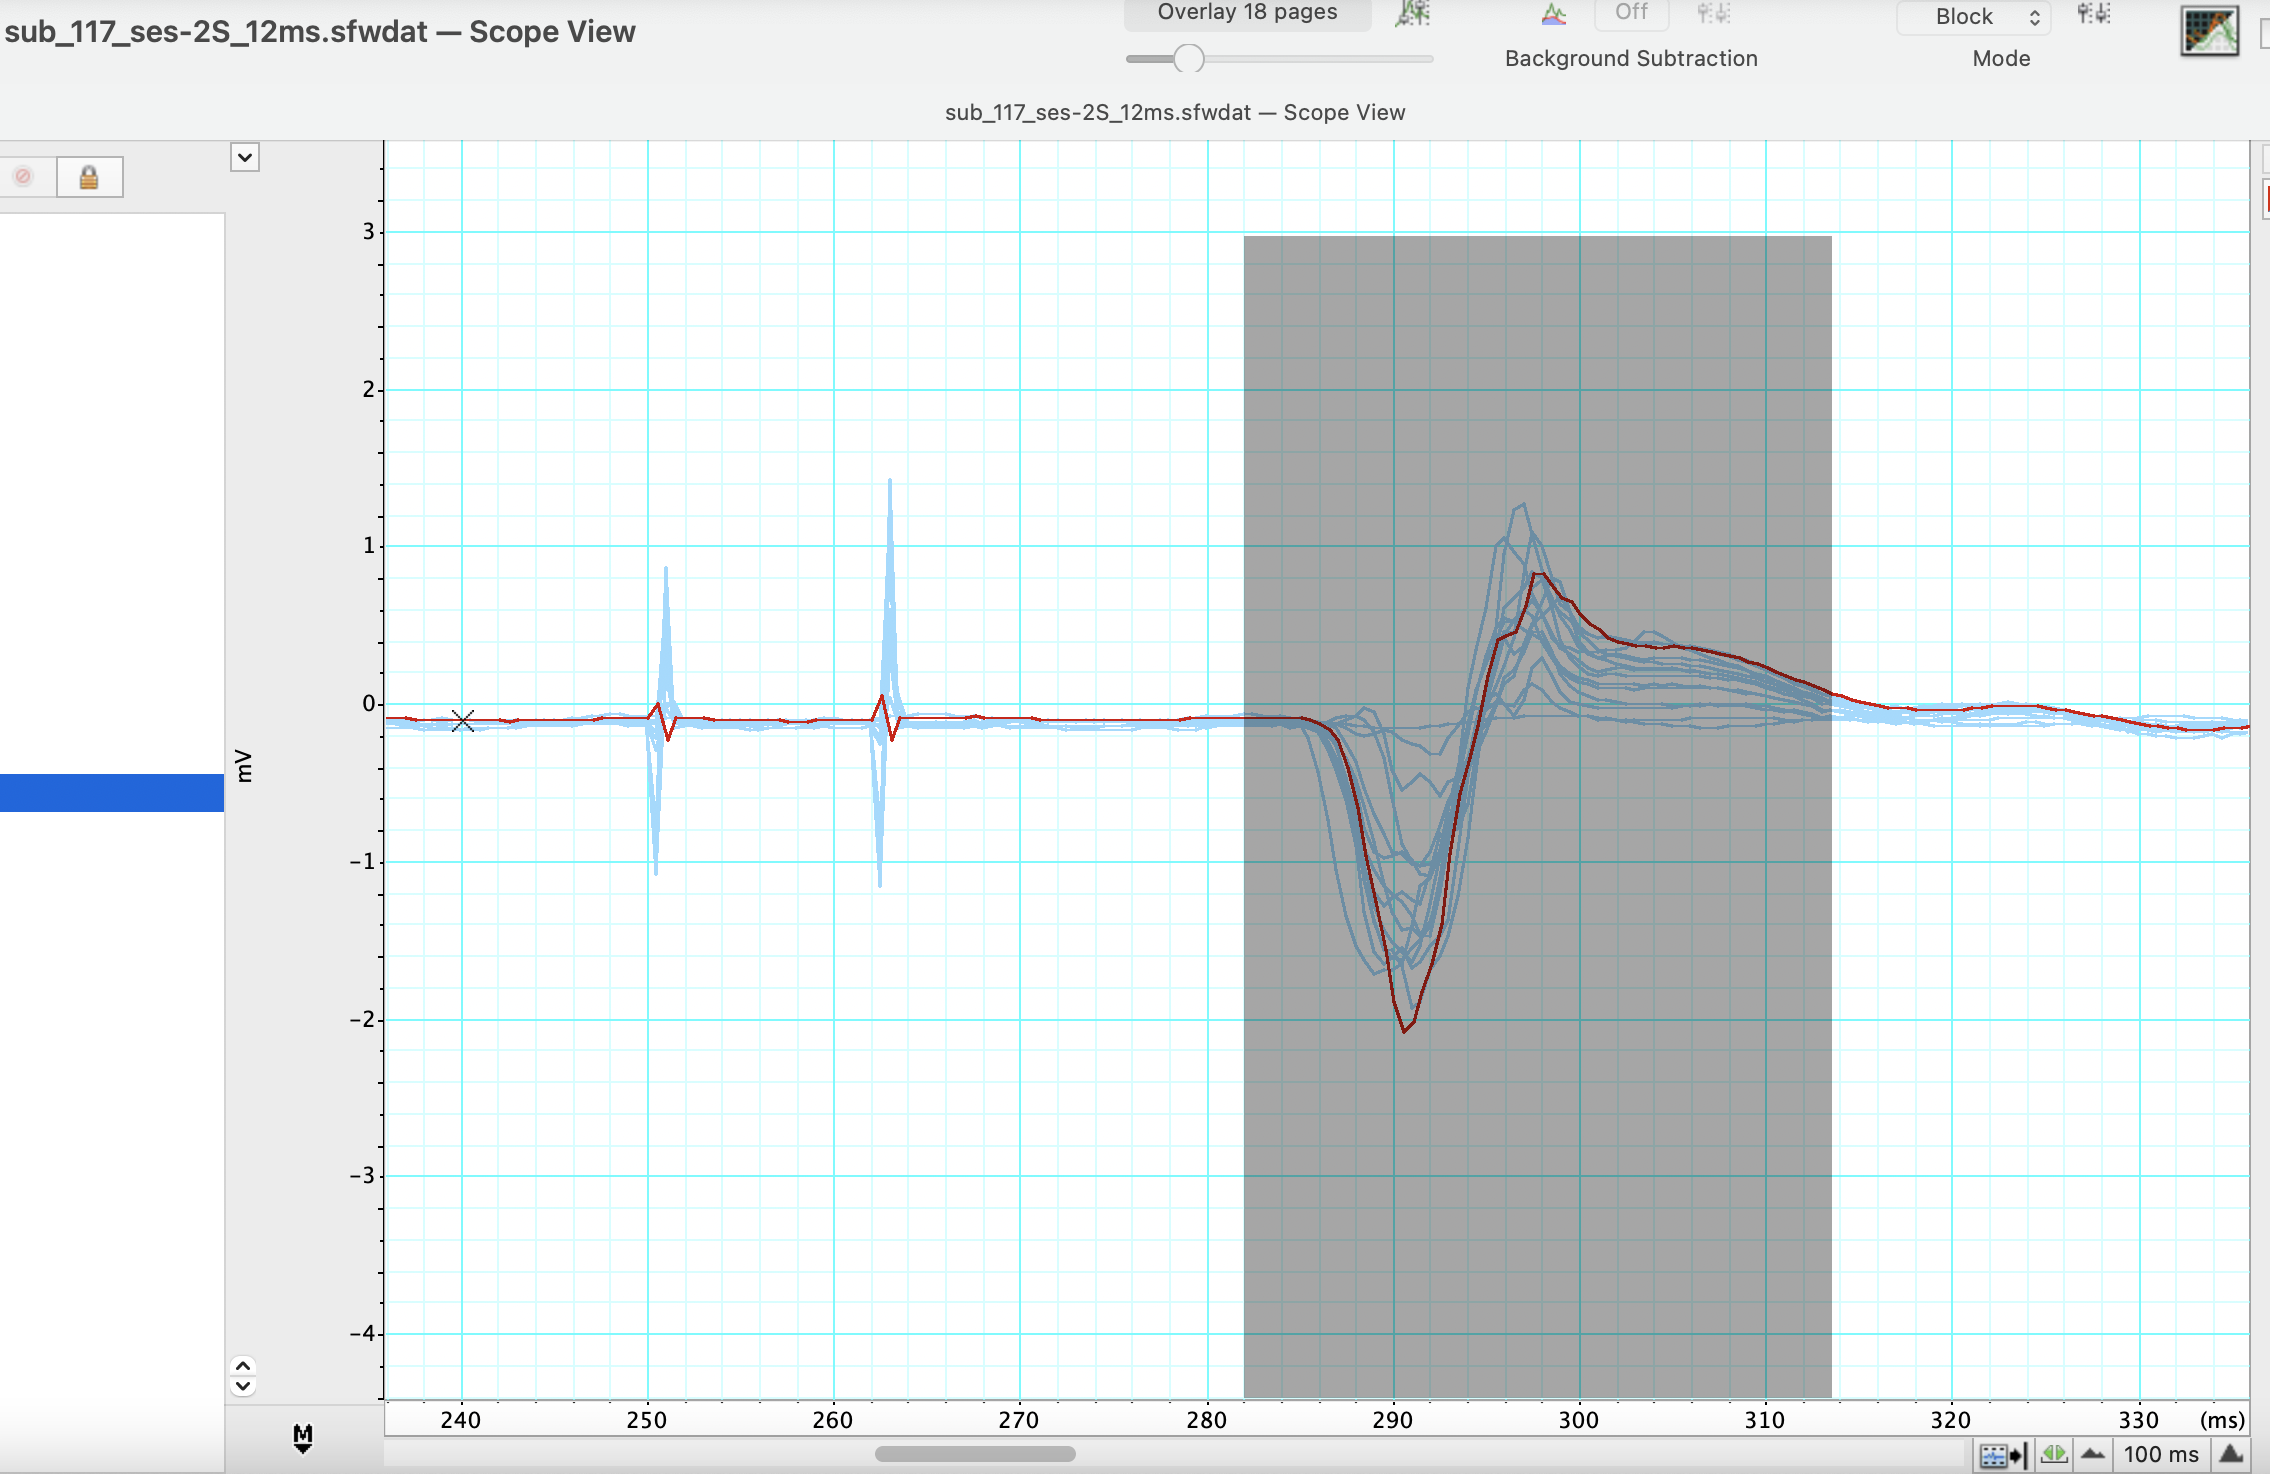 sub_117_ses-2S_12ms.sfwdat — Scope View
Overlay 18 pages
Off
Block
Background Subtraction
Mode
sub_117_ses-2S_12ms.sfwdat — Scope View
3
2
1
0
mV
−1
−2
−3
−4
240 250 260 270 280 290 300 310 320 330 (ms)
M
100 ms